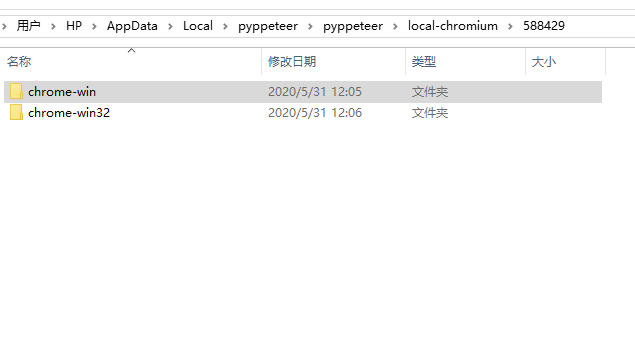 用户 HP AppData Local pyppeteer pyppeteer local-chromium 588429
名称 修改日期 类型 大小
chrome-win 2020/5/31 12:05 文件夹
chrome-win32 2020/5/31 12:06 文件夹